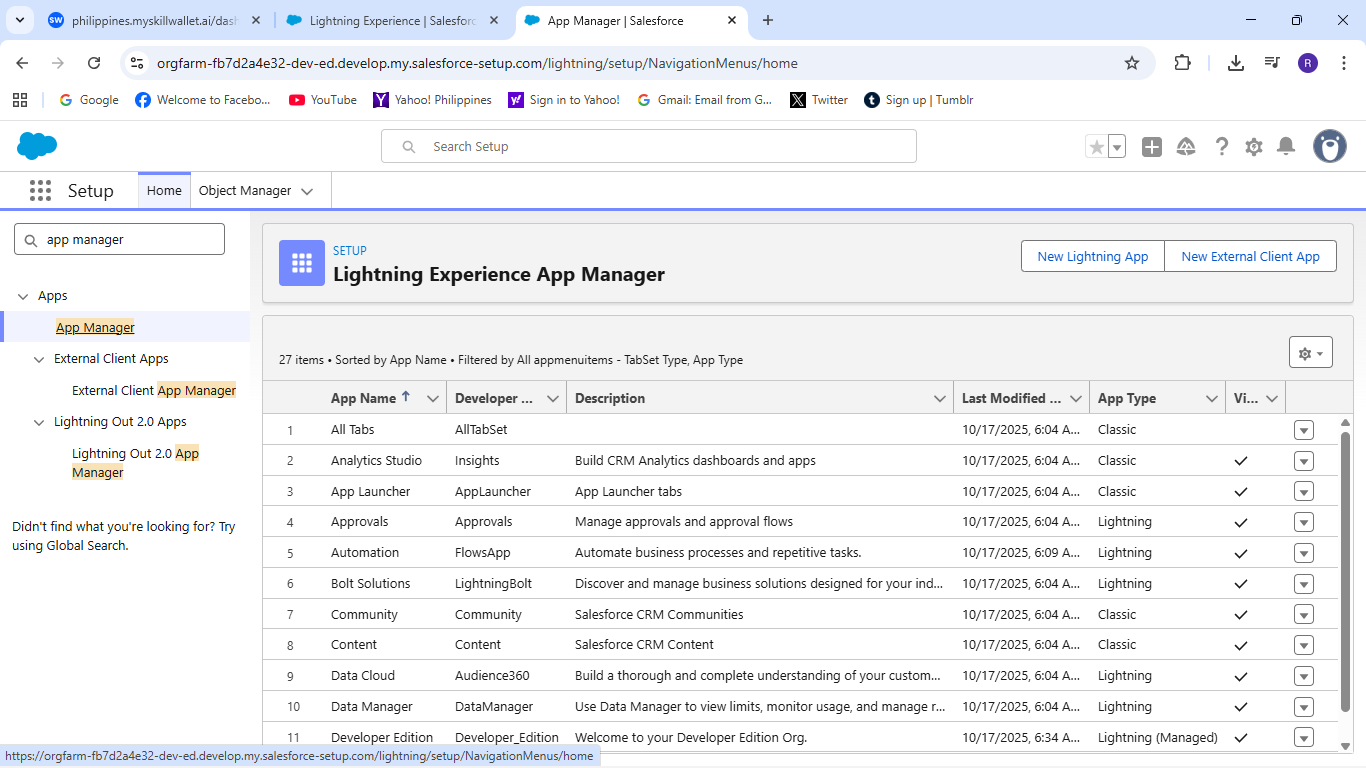 philippines.myskillwallet.ai/dash
Lightning Experience | Salesforc
App Manager | Salesforce
orgfarm-fb7d2a4e32-dev-ed.develop.my.salesforce-setup.com/lightning/setup/NavigationMenus/home
R
Google
Welcome to Facebo...
YouTube
Yahoo! Philippines
Sign in to Yahoo!
Gmail: Email from G...
Twitter
Sign up | Tumblr
Search Setup
Setup
Home
Object Manager
app manager
Apps
App Manager
External Client Apps
External Client App Manager
Lightning Out 2.0 Apps
Lightning Out 2.0 App
Manager
Didn't find what you're looking for? Try
using Global Search.
SETUP
Lightning Experience App Manager
New Lightning App
New External Client App
27 items • Sorted by App Name • Filtered by All appmenuitems - TabSet Type, App Type
App Name Developer ... Description Last Modified ... App Type Vi...
1 All Tabs AllTabSet 10/17/2025, 6:04 A... Classic
2 Analytics Studio Insights Build CRM Analytics dashboards and apps 10/17/2025, 6:04 A... Classic
3 App Launcher AppLauncher App Launcher tabs 10/17/2025, 6:04 A... Classic
4 Approvals Approvals Manage approvals and approval flows 10/17/2025, 6:04 A... Lightning
5 Automation FlowsApp Automate business processes and repetitive tasks. 10/17/2025, 6:09 A... Lightning
6 Bolt Solutions LightningBolt Discover and manage business solutions designed for your ind... 10/17/2025, 6:04 A... Lightning
7 Community Community Salesforce CRM Communities 10/17/2025, 6:04 A... Classic
8 Content Content Salesforce CRM Content 10/17/2025, 6:04 A... Classic
9 Data Cloud Audience360 Build a thorough and complete understanding of your custom... 10/17/2025, 6:04 A... Lightning
10 Data Manager DataManager Use Data Manager to view limits, monitor usage, and manage r... 10/17/2025, 6:04 A... Lightning
11 Developer Edition Developer_Edition Welcome to your Developer Edition Org. 10/17/2025, 6:34 A... Lightning (Managed)
https://orgfarm-fb7d2a4e32-dev-ed.develop.my.salesforce-setup.com/lightning/setup/NavigationMenus/home